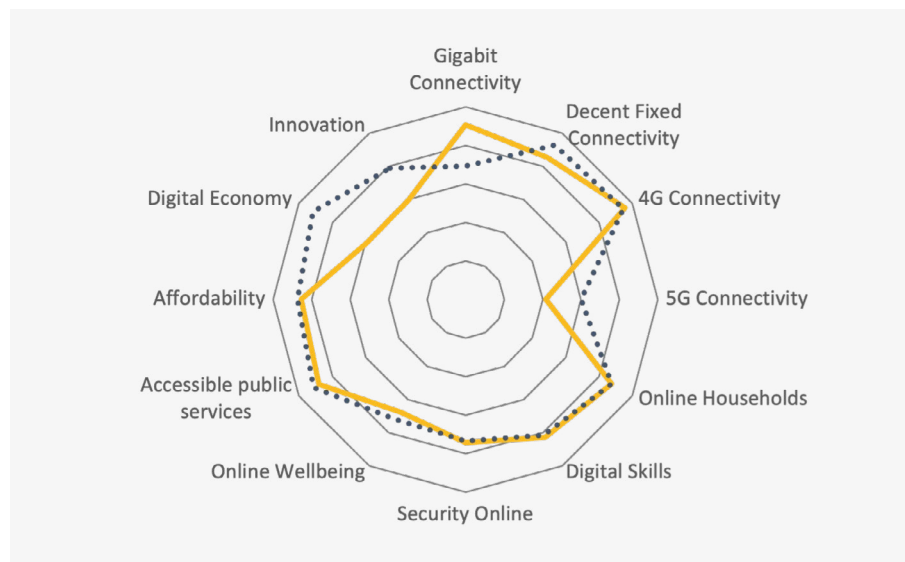 Gigabit
Connectivity
Decent Fixed
Connectivity
4G Connectivity
5G Connectivity
Online Households
Digital Skills
Security Online
Online Wellbeing
Accessible public
services
Affordability
Digital Economy
Innovation